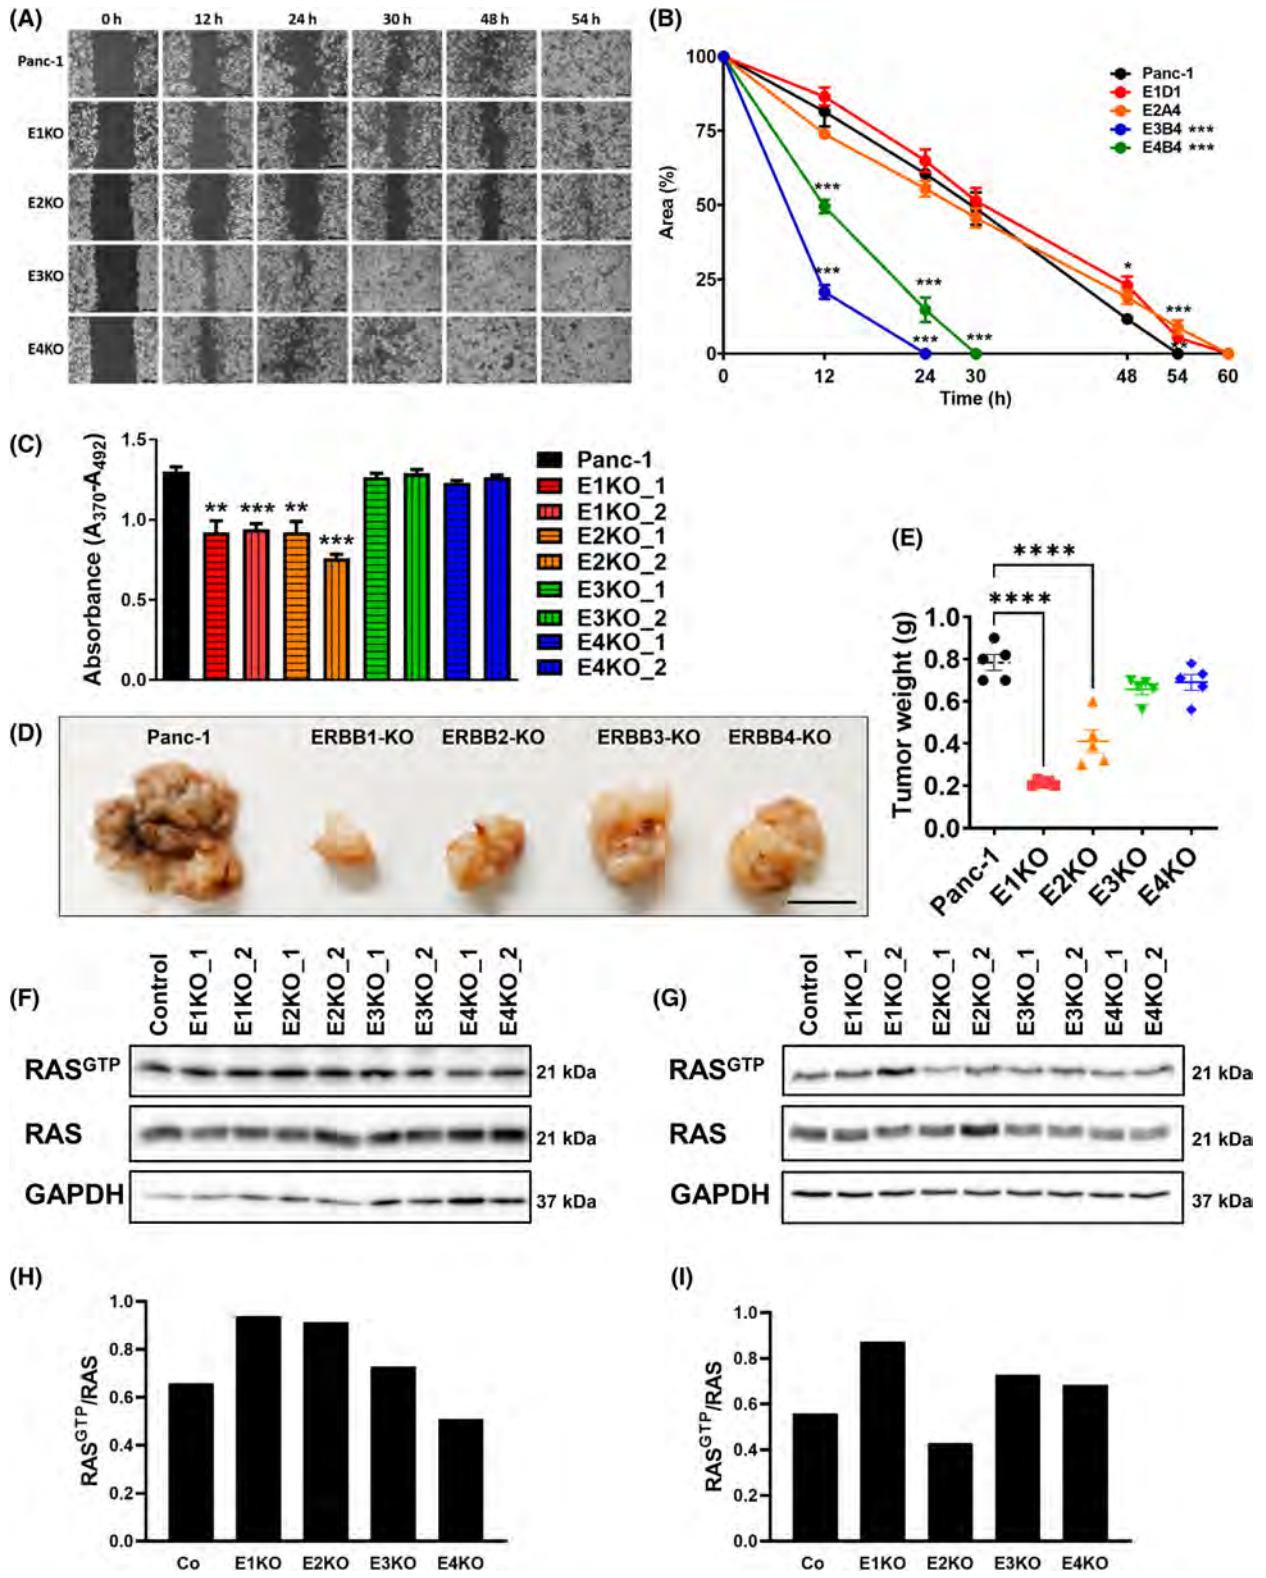 (A)
0 h 12 h 24 h 30 h 48 h 54 h
Panc-1
E1KO
E2KO
E3KO
E4KO
(B)
Area (%)
100
75
50
25
0
Panc-1
E1D1
E2A4
E3B4 ***
E4B4 ***
***
***
***
***
***
*
***
**
0 12 24 30 48 54 60
Time (h)
(C)
Absorbance (A370-A492)
1.5
1.0
0.5
0.0
** *** ** ***
Panc-1
E1KO_1
E1KO_2
E2KO_1
E2KO_2
E3KO_1
E3KO_2
E4KO_1
E4KO_2
(D)
Panc-1 ERBB1-KO ERBB2-KO ERBB3-KO ERBB4-KO
(E)
****
****
Tumor weight (g)
1.0
0.8
0.6
0.4
0.2
0.0
Panc-1 E1KO E2KO E3KO E4KO
(F)
Control E1KO_1 E1KO_2 E2KO_1 E2KO_2 E3KO_1 E3KO_2 E4KO_1 E4KO_2
RASGTP 21 kDa
RAS 21 kDa
GAPDH 37 kDa
(G)
Control E1KO_1 E1KO_2 E2KO_1 E2KO_2 E3KO_1 E3KO_2 E4KO_1 E4KO_2
RASGTP 21 kDa
RAS 21 kDa
GAPDH 37 kDa
(H)
RASGTP/RAS
1.0
0.8
0.6
0.4
0.2
0.0
Co E1KO E2KO E3KO E4KO
(I)
RASGTP/RAS
1.0
0.8
0.6
0.4
0.2
0.0
Co E1KO E2KO E3KO E4KO